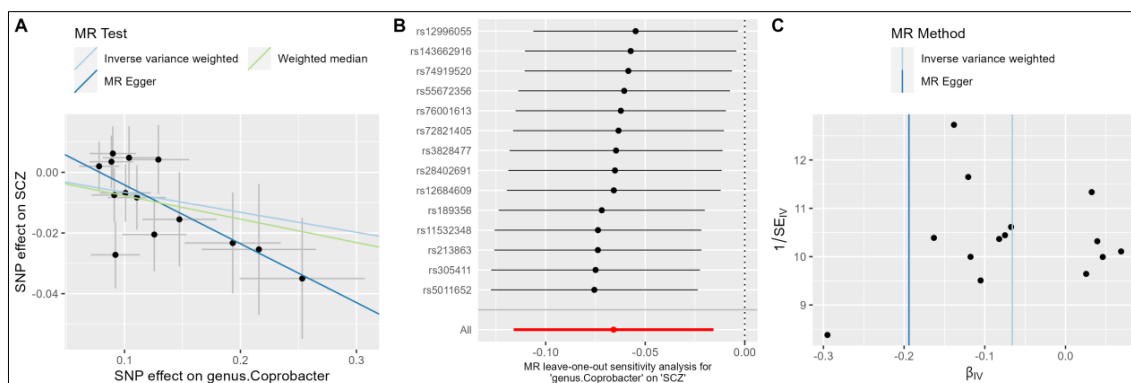 A
MR Test
Inverse variance weighted
Weighted median
MR Egger
0.00
-0.02
-0.04
SNP effect on SCZ
0.1
0.2
0.3
SNP effect on genus.Coprobacter
B
rs12996055
rs143662916
rs74919520
rs55672356
rs76001613
rs72821405
rs3828477
rs28402691
rs12684609
rs189356
rs11532348
rs213863
rs305411
rs5011652
All
-0.10
-0.05
0.00
MR leave-one-out sensitivity analysis for
'genus.Coprobacter' on 'SCZ'
C
MR Method
Inverse variance weighted
MR Egger
12
11
10
9
1/SE_IV
-0.3
-0.2
-0.1
0.0
β_IV